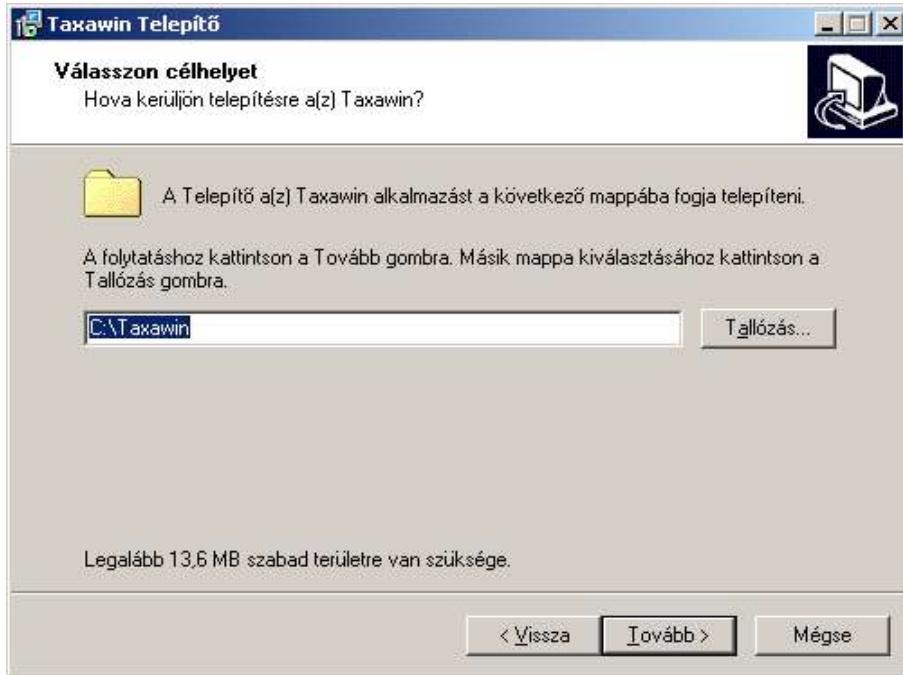 Taxawin Telepítő
Válasszon célhelyet
Hova kerüljön telepítésre a(z) Taxawin?
A Telepítő a(z) Taxawin alkalmazást a következő mappába fogja telepíteni.
A folytatáshoz kattintson a Tovább gombra. Másik mappa kiválasztásához kattintson a
Tallózás gombra.
C:\Taxawin
Tallózás...
Legalább 13,6 MB szabad területre van szüksége.
< Vissza
Tovább >
Mégse